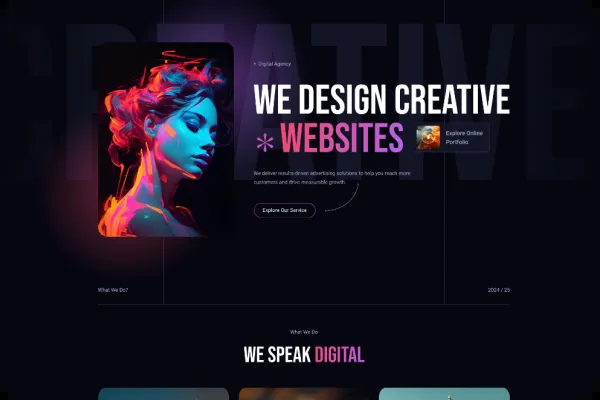 CREATIVE
Digital Agency
WE DESIGN CREATIVE
WEBSITES
Explore Online
Portfolio
We deliver results-driven advertising solutions to help you reach more
customers and drive measurable growth.
Explore Our Service
What We Do?
2024 / 25
What We Do
WE SPEAK DIGITAL